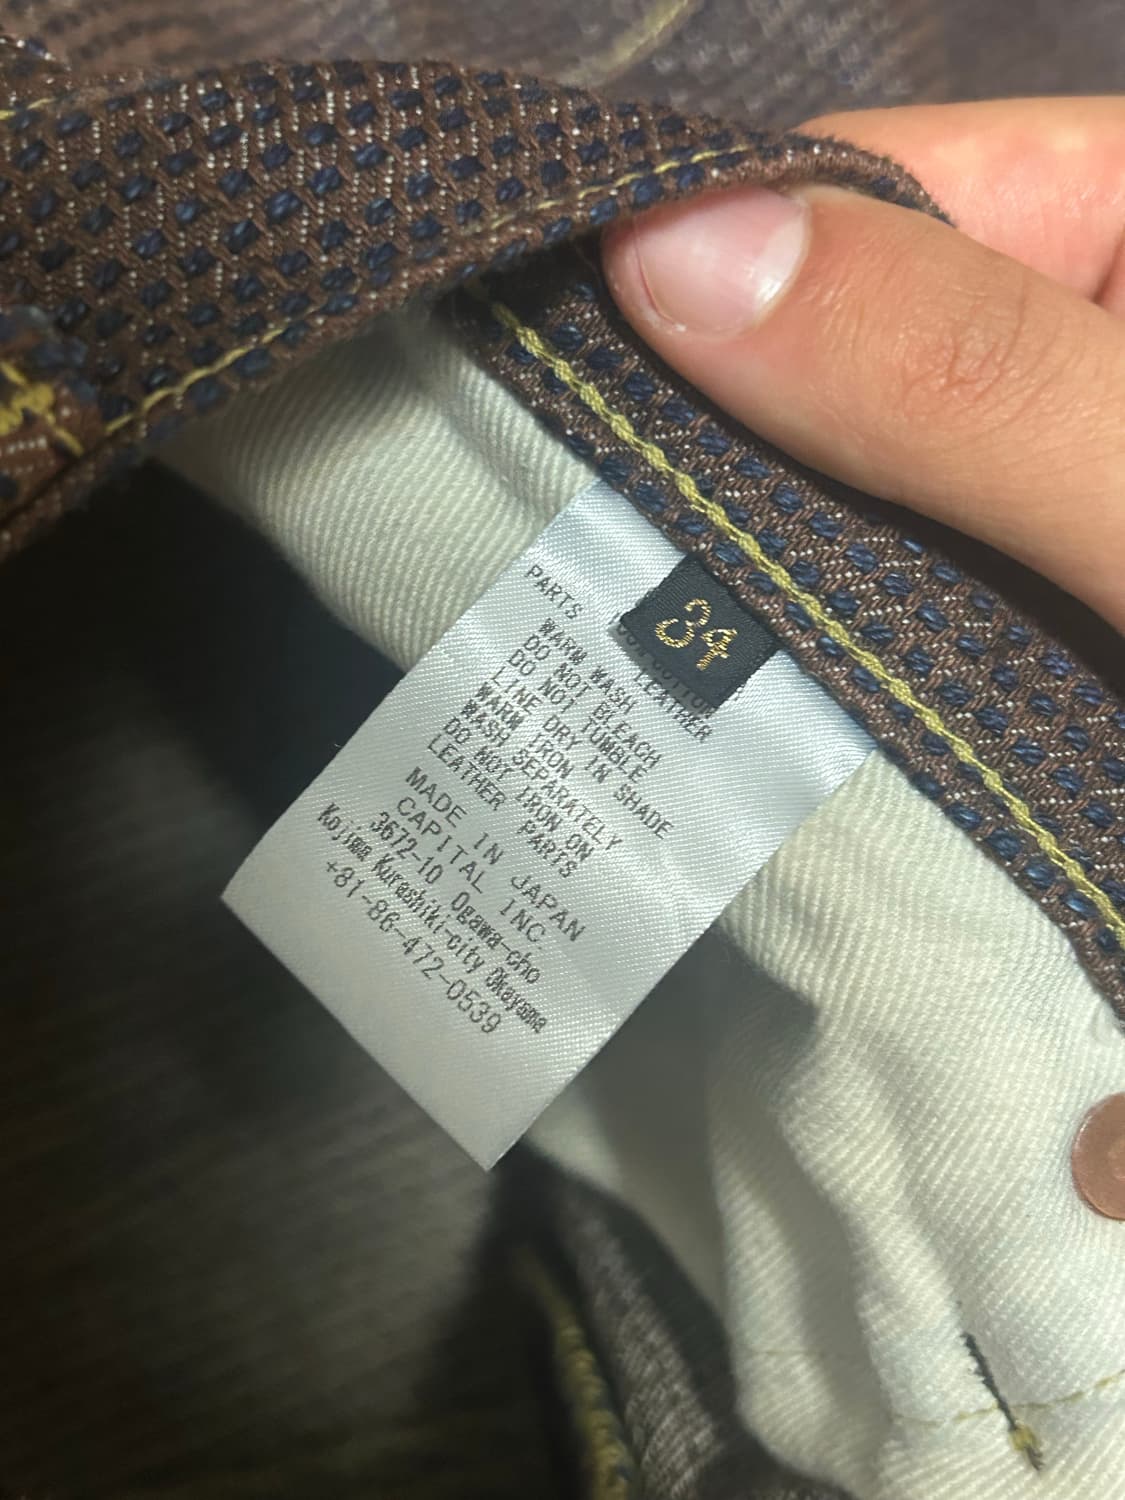 34
COTTON
PARTS LEATHER
WARM WASH
DO NOT BLEACH
DO NOT TUMBLE
LINE DRY IN SHADE
WARM IRON
WASH SEPARATELY
DO NOT IRON ON
LEATHER PARTS
MADE IN JAPAN
CAPITAL INC.
3672-10 Ogawa-cho
Kojima Kurashiki-city Okayama
+81-86-472-0539